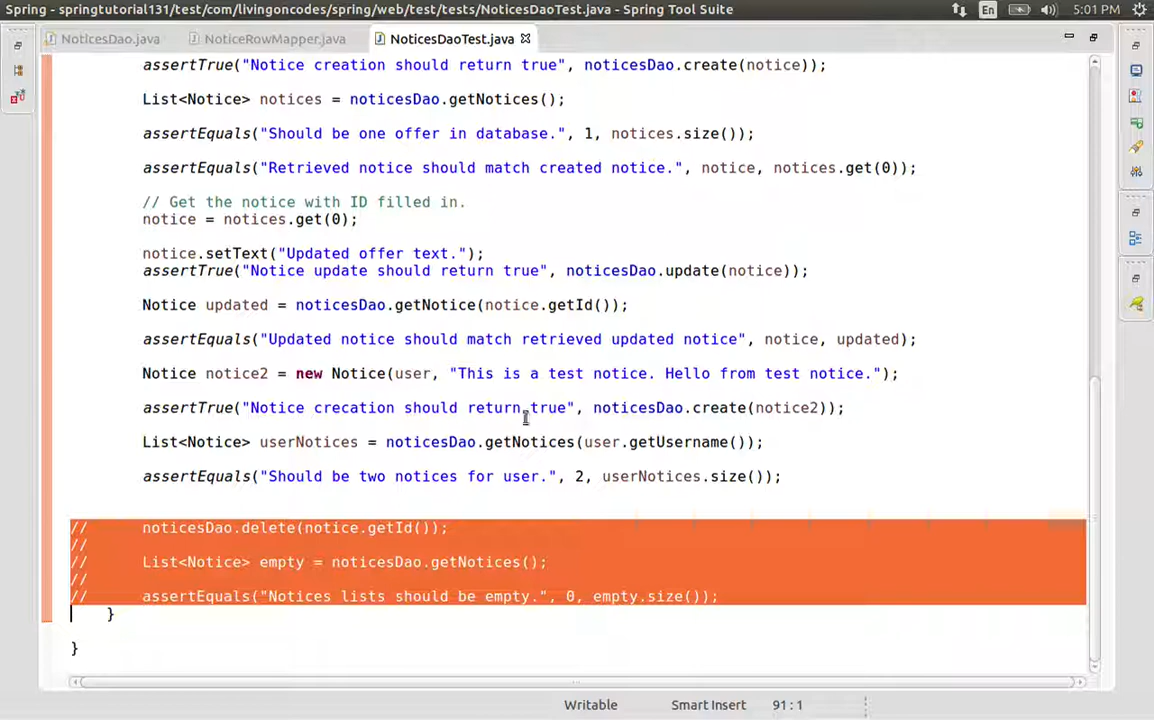 Spring - springtutorial131/test/com/livingoncodes/spring/web/test/tests/NoticesDaoTest.java - Spring Tool Suite
En
5:01 PM
NoticesDao.java
NoticeRowMapper.java
NoticesDaoTest.java
assertTrue("Notice creation should return true", noticesDao.create(notice));
List<Notice> notices = noticesDao.getNotices();
assertEquals("Should be one offer in database.", 1, notices.size());
assertEquals("Retrieved notice should match created notice.", notice, notices.get(0));
// Get the notice with ID filled in.
notice = notices.get(0);
notice.setText("Updated offer text.");
assertTrue("Notice update should return true", noticesDao.update(notice));
Notice updated = noticesDao.getNotice(notice.getId());
assertEquals("Updated notice should match retrieved updated notice", notice, updated);
Notice notice2 = new Notice(user, "This is a test notice. Hello from test notice.");
assertTrue("Notice crecation should return true", noticesDao.create(notice2));
List<Notice> userNotices = noticesDao.getNotices(user.getUsername());
assertEquals("Should be two notices for user.", 2, userNotices.size());
// noticesDao.delete(notice.getId());
//
// List<Notice> empty = noticesDao.getNotices();
//
// assertEquals("Notices lists should be empty.", 0, empty.size());
}
}
Writable
Smart Insert
91 : 1